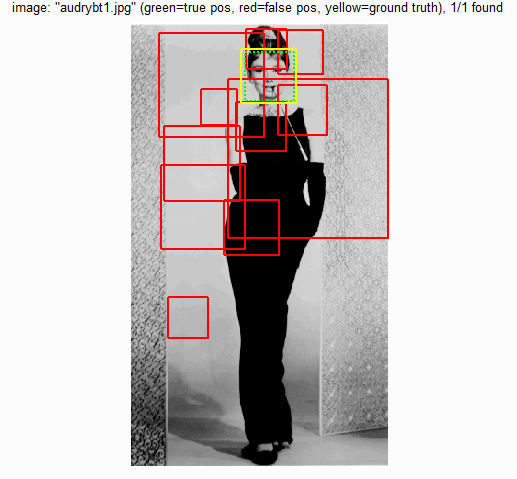 image: "audrybt1.jpg" (green=true pos, red=false pos, yellow=ground truth), 1/1 found